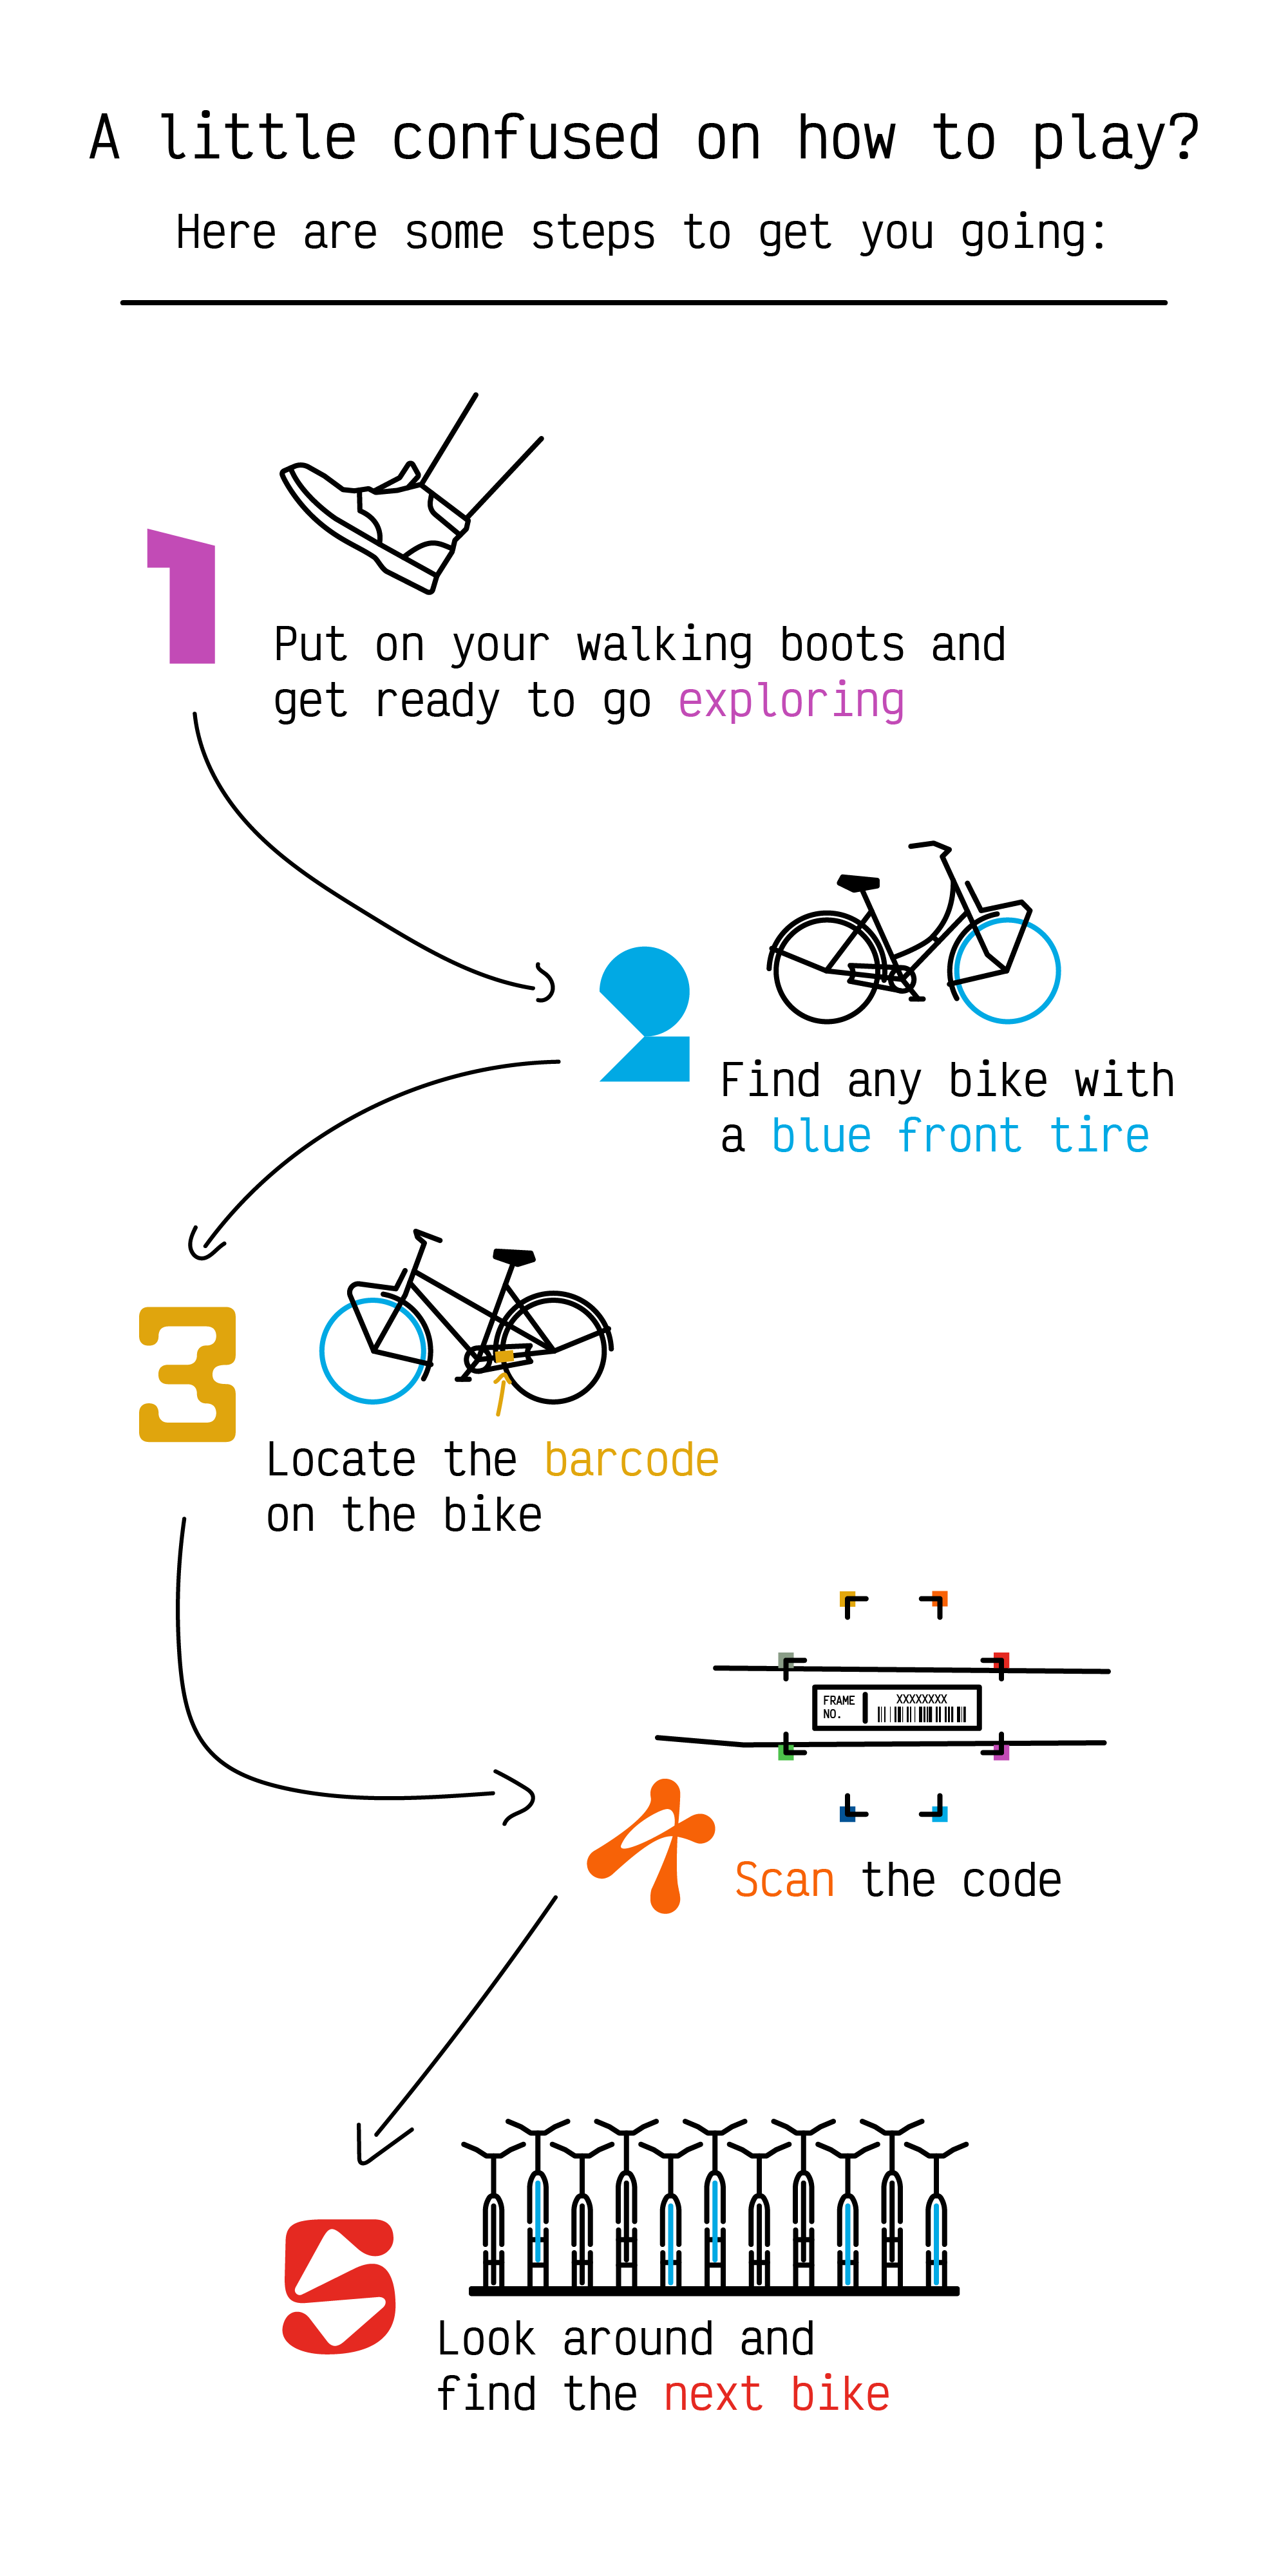 A little confused on how to play?
Here are some steps to get you going:
1
Put on your walking boots and
get ready to go exploring
2
Find any bike with
a blue front tire
3
Locate the barcode
on the bike
FRAME
NO.
XXXXXXXX
4
Scan the code
5
Look around and
find the next bike